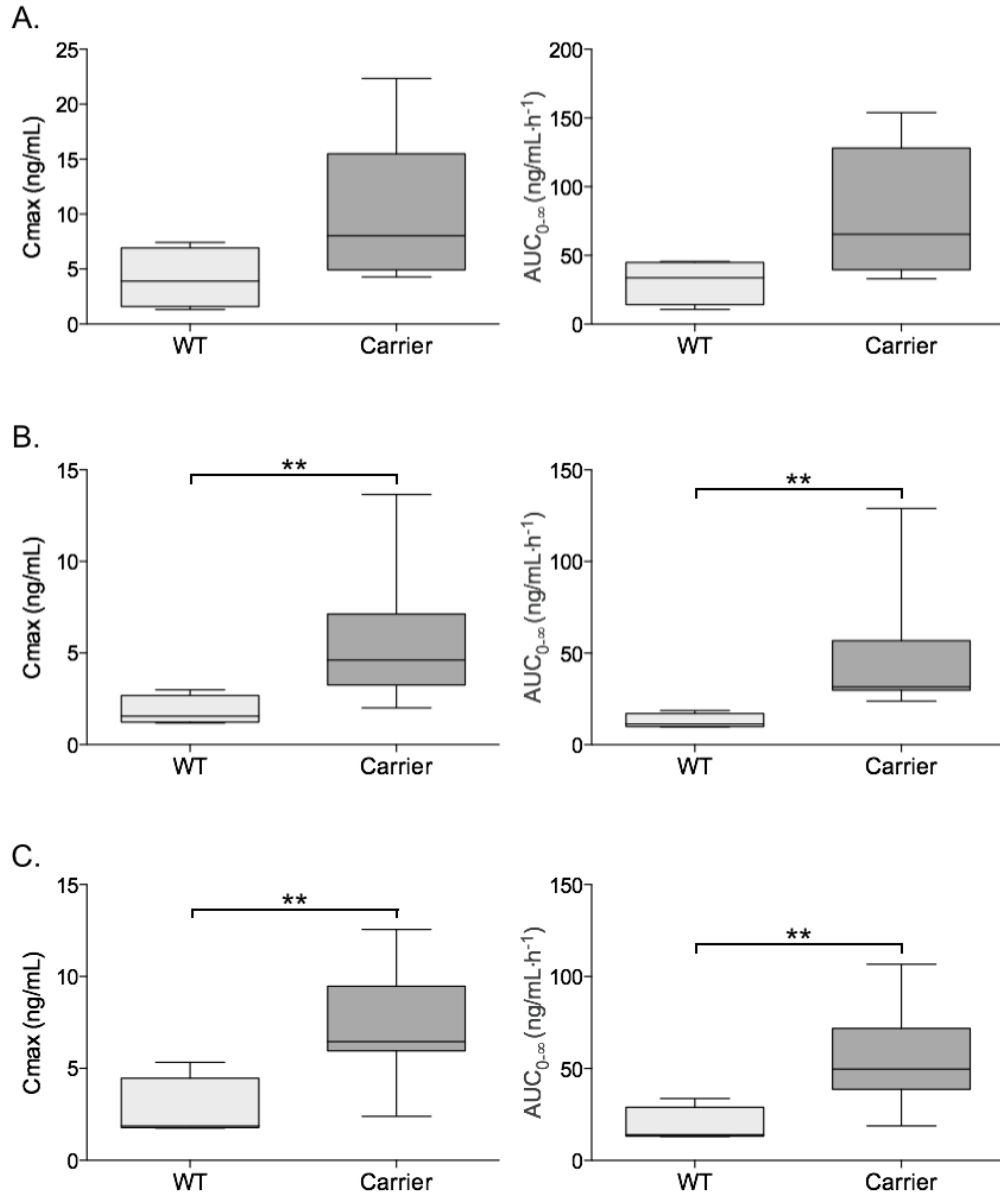 A.
Cmax (ng/mL)
25
20
15
10
5
0
WT
Carrier
AUC₀₋∞ (ng/mL·h⁻¹)
200
150
100
50
0
WT
Carrier
B.
Cmax (ng/mL)
15
10
5
0
**
WT
Carrier
AUC₀₋∞ (ng/mL·h⁻¹)
150
100
50
0
**
WT
Carrier
C.
Cmax (ng/mL)
15
10
5
0
**
WT
Carrier
AUC₀₋∞ (ng/mL·h⁻¹)
150
100
50
0
**
WT
Carrier